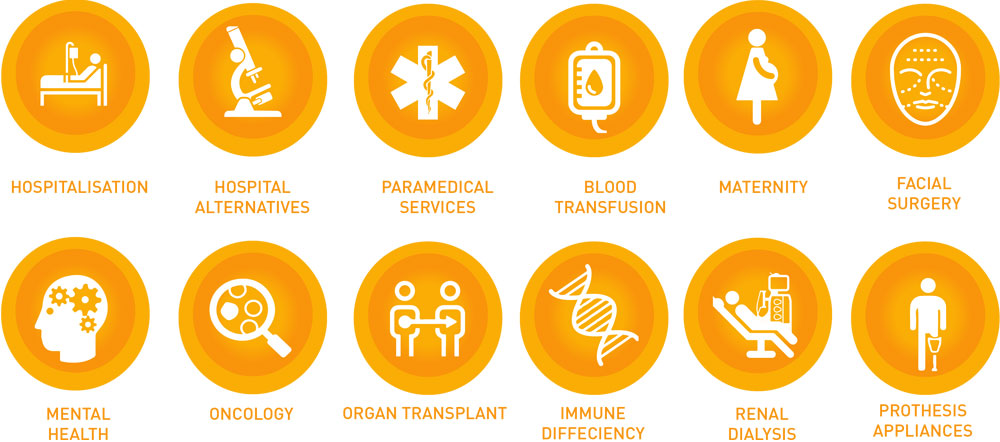 HOSPITALISATION
HOSPITAL
ALTERNATIVES
PARAMEDICAL
SERVICES
BLOOD
TRANSFUSION
MATERNITY
FACIAL
SURGERY
MENTAL
HEALTH
ONCOLOGY
ORGAN TRANSPLANT
IMMUNE
DIFFECIENCY
RENAL
DIALYSIS
PROTHESIS
APPLIANCES